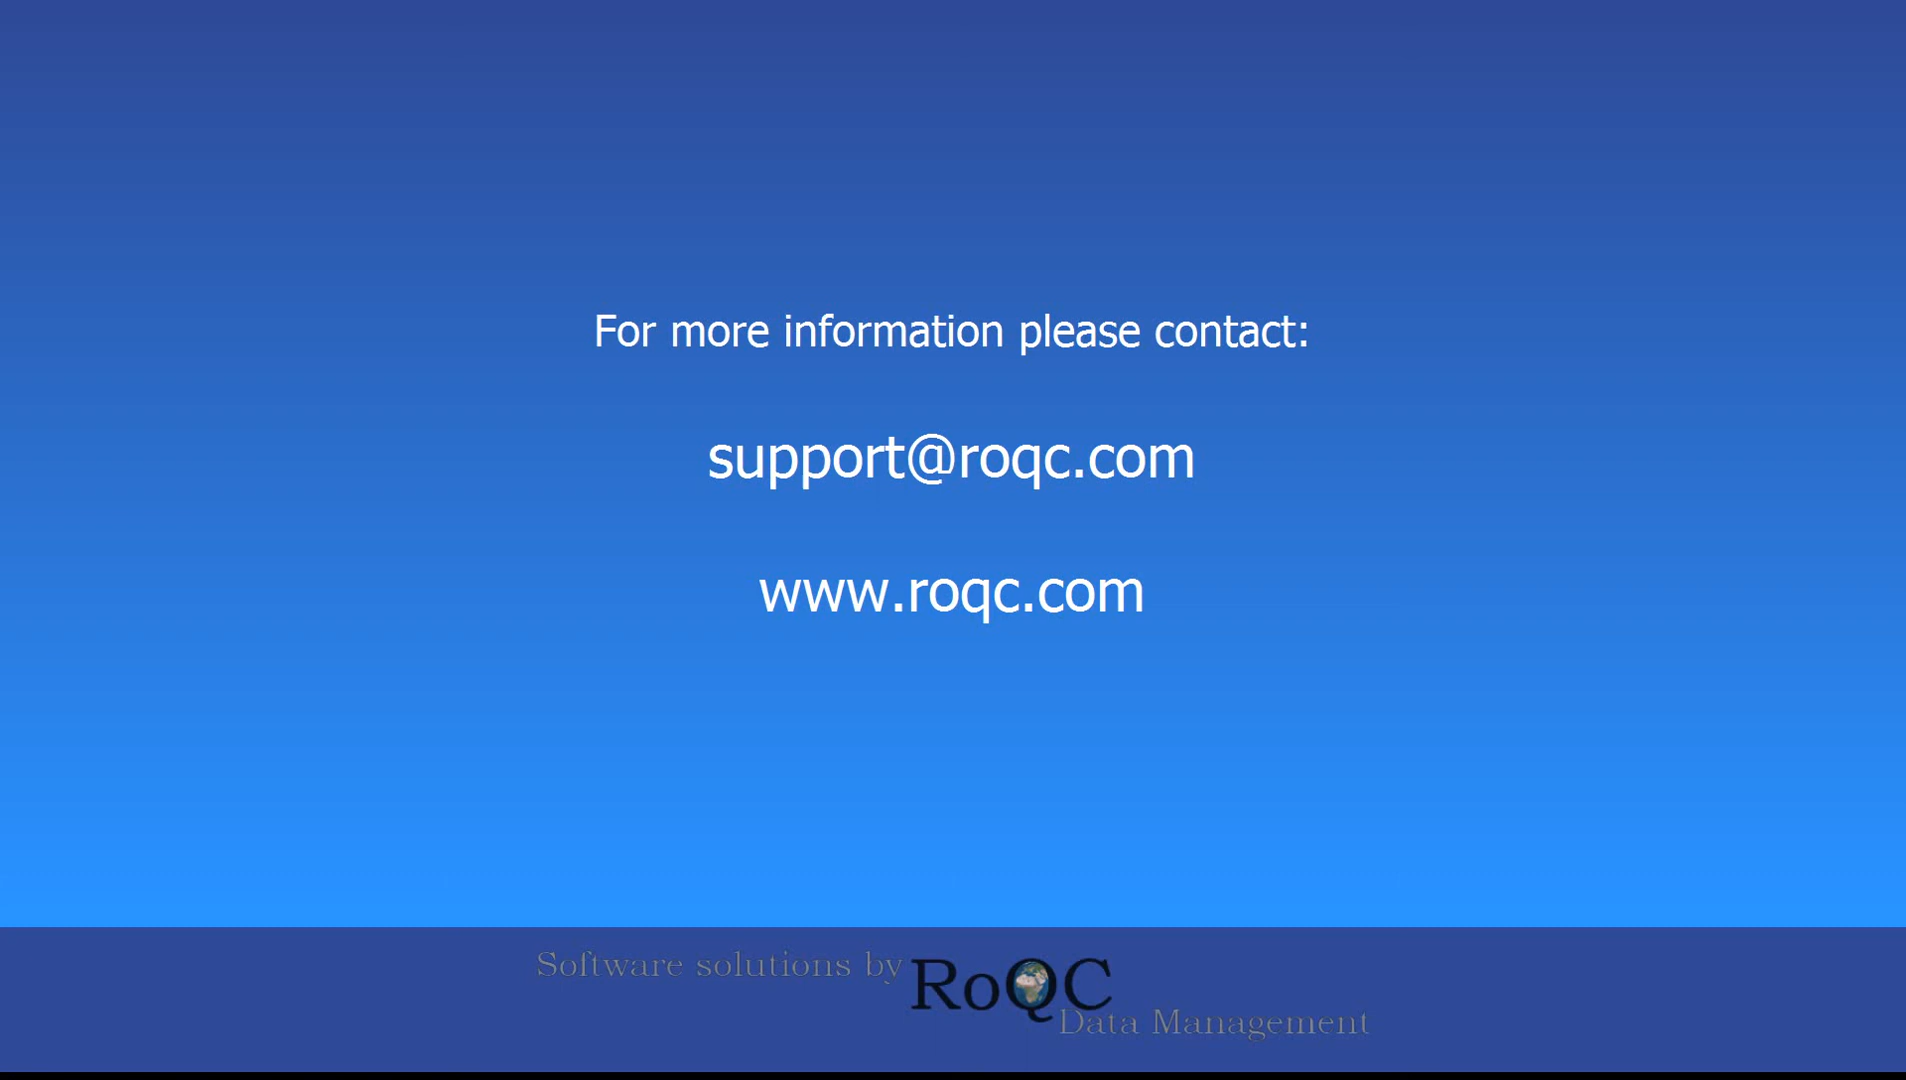 For more information please contact:
support@roqc.com
www.roqc.com
Software solutions by RoQC
Data Management